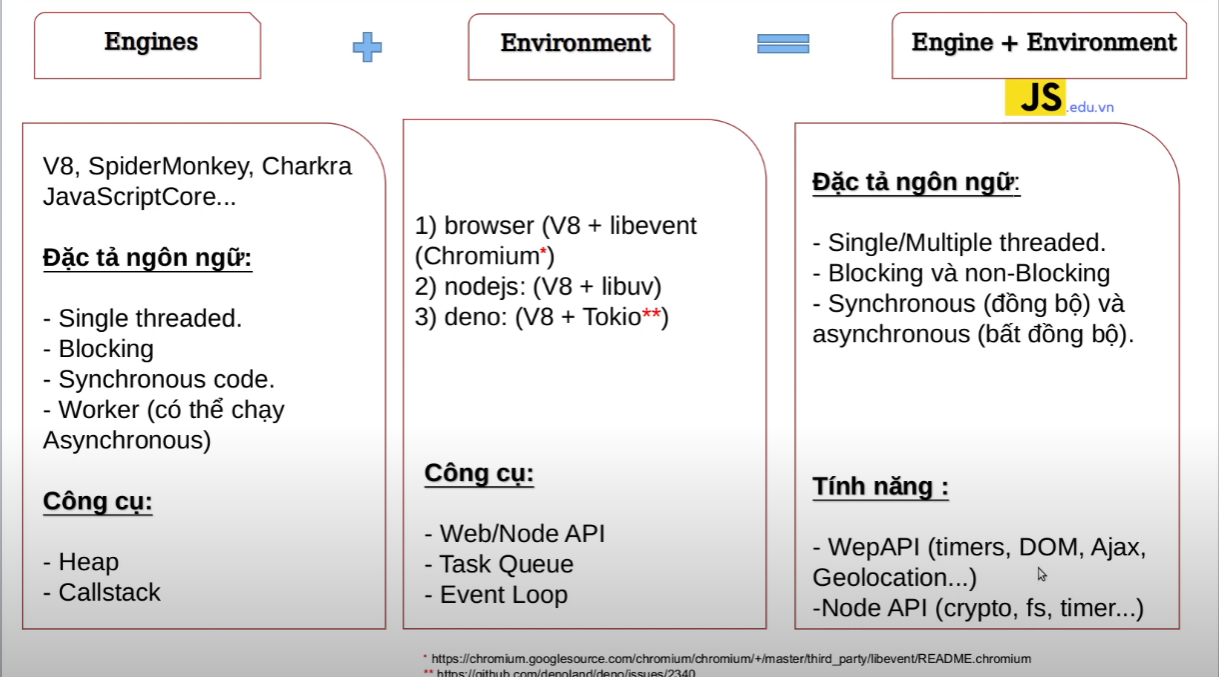 Engines
Environment
Engine + Environment
JS.edu.vn
V8, SpiderMonkey, Charkra
JavaScriptCore...
Đặc tả ngôn ngữ:
- Single threaded.
- Blocking
- Synchronous code.
- Worker (có thể chạy
Asynchronous)
Công cụ:
- Heap
- Callstack
1) browser (V8 + libevent
(Chromium*)
2) nodejs: (V8 + libuv)
3) deno: (V8 + Tokio**)
Công cụ:
- Web/Node API
- Task Queue
- Event Loop
Đặc tả ngôn ngữ:
- Single/Multiple threaded.
- Blocking và non-Blocking
- Synchronous (đồng bộ) và
asynchronous (bất đồng bộ).
Tính năng :
- WepAPI (timers, DOM, Ajax,
Geolocation...)
-Node API (crypto, fs, timer...)
* https://chromium.googlesource.com/chromium/chromium/+/master/third_party/libevent/README.chromium
** https://github.com/denoland/deno/issues/2340